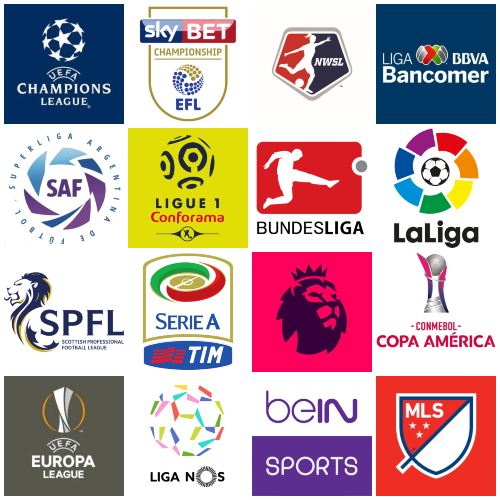 UEFA
CHAMPIONS
LEAGUE
sky BET
CHAMPIONSHIP
EFL
NWSL
LIGA BBVA
Bancomer
SUPERLIGA ARGENTINA DE FÚTBOL
SAF
LIGUE 1
Conforama
BUNDESLIGA
LaLiga
SPFL
SCOTTISH PROFESSIONAL
FOOTBALL LEAGUE
SERIE A
TIM
- CONMEBOL -
COPA AMÉRICA
UEFA
EUROPA
LEAGUE
LIGA NOS
beIN
SPORTS
MLS